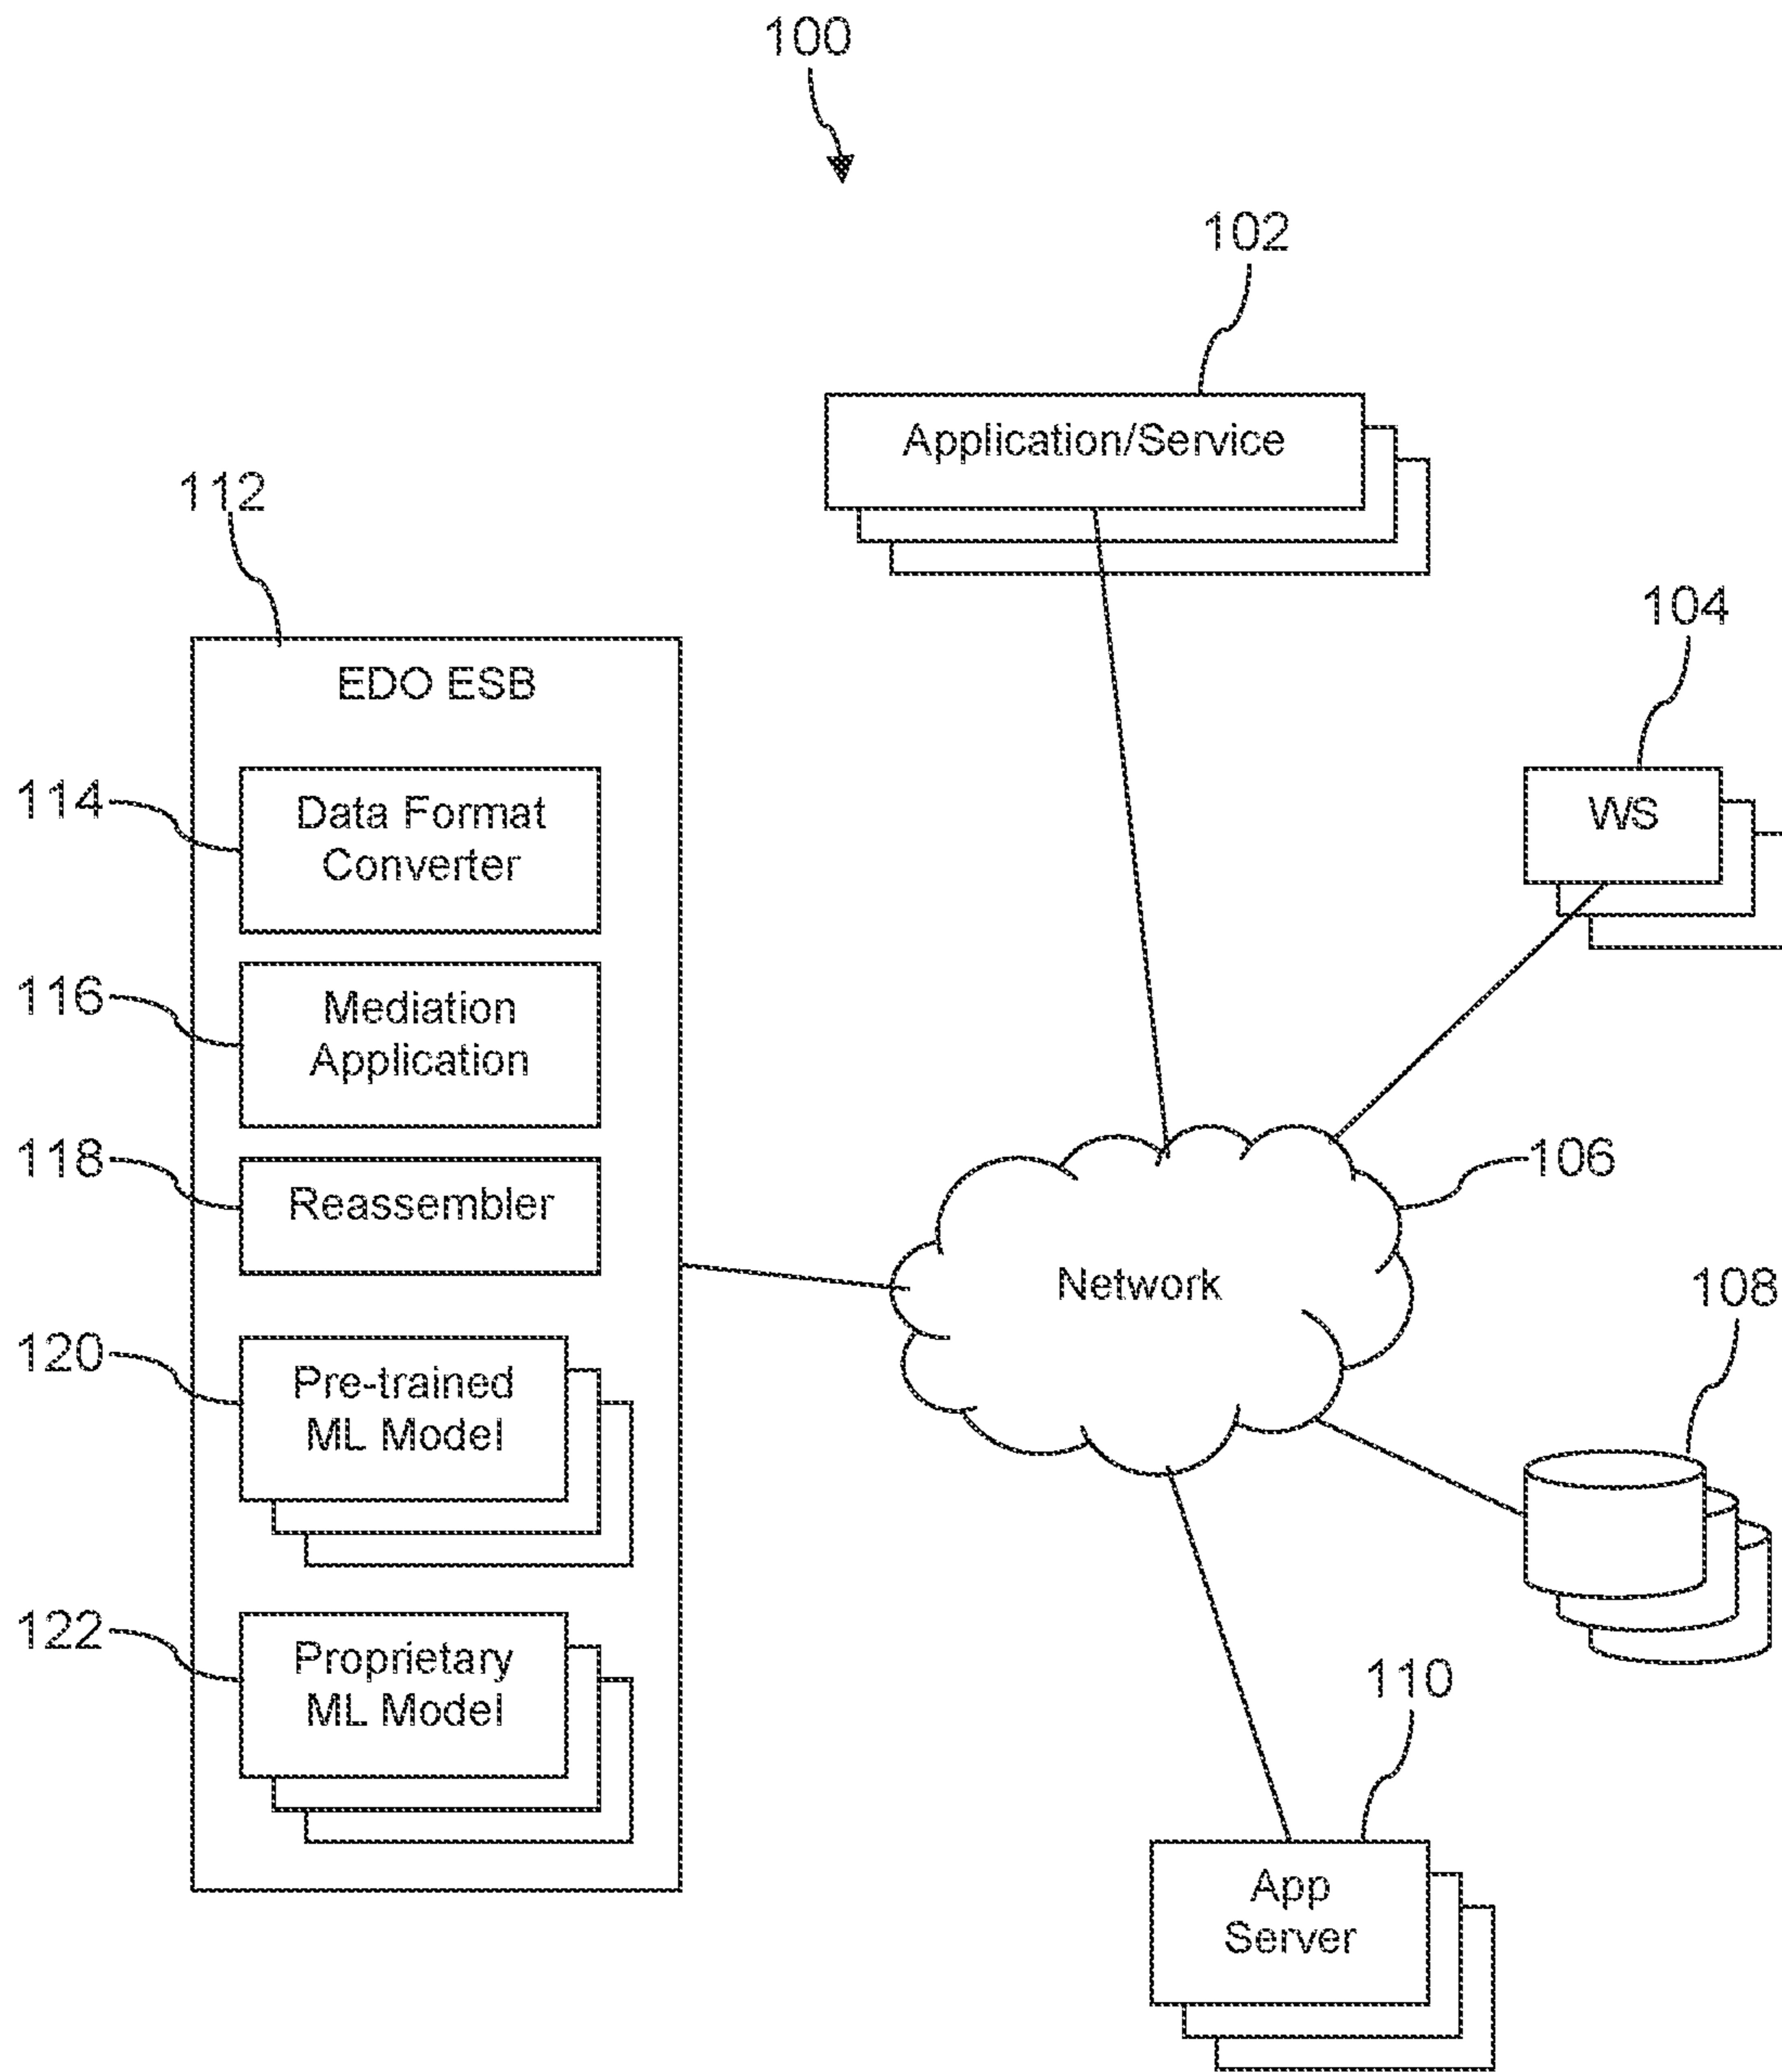 100
102
Application/Service
112
104
EDO ESB
WS
114
Data Format
Converter
116
Mediation
Application
118
Reassembler
106
Network
108
120
Pre-trained
ML Model
122
Proprietary
ML Model
110
App
Server